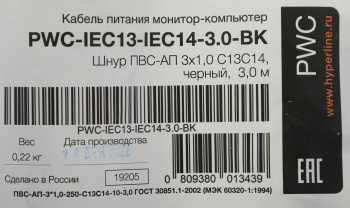 Кабель питания монитор-компьютер
PWC-IEC13-IEC14-3.0-BK
Шнур ПВС-АП 3х1,0 С13С14,
черный, 3,0 м
PWC
www.hyperline.ru
PWC-IEC13-IEC14-3.0-BK
Вес
Дата производства
0,22 кг
ДЕК
0 809380 013439
Сделано в России
19205
ЕАС
ПВС-АП-3*1,0-250-С13С14-10-3,0 ГОСТ 30851.1-2002 (МЭК 60320-1:1994)